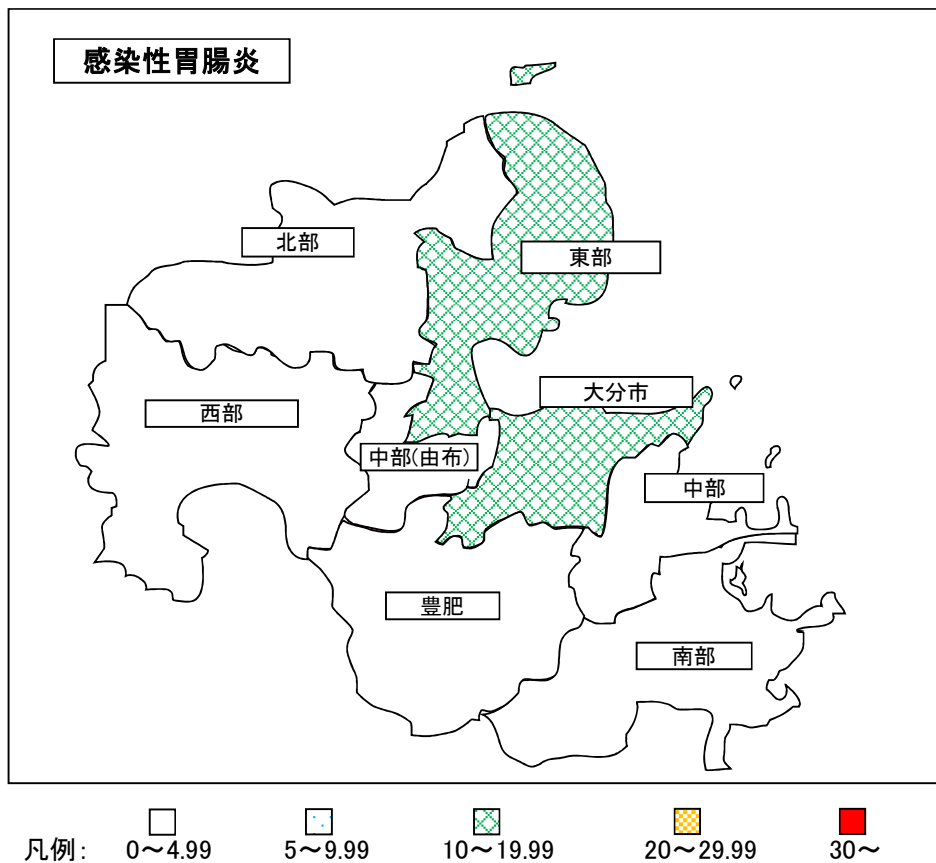 感染性胃腸炎
北部
東部
大分市
西部
中部(由布)
中部
豊肥
南部
凡例: 0～4.99 5～9.99 10～19.99 20～29.99 30～